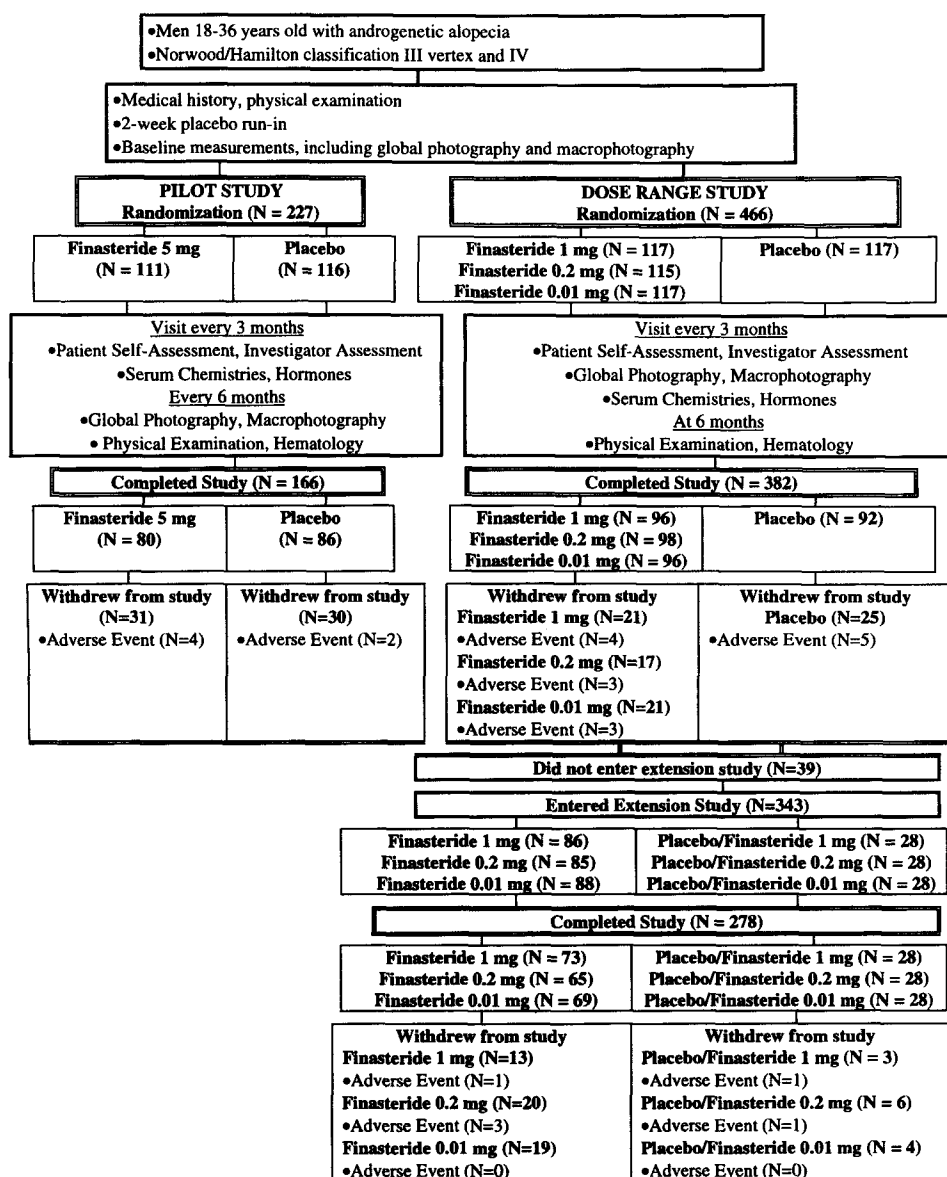 •Men 18-36 years old with androgenetic alopecia
•Norwood/Hamilton classification III vertex and IV
•Medical history, physical examination
•2-week placebo run-in
•Baseline measurements, including global photography and macrophotography
PILOT STUDY
Randomization (N = 227)
Finasteride 5 mg
(N = 111)
Placebo
(N = 116)
Visit every 3 months
•Patient Self-Assessment, Investigator Assessment
•Serum Chemistries, Hormones
Every 6 months
•Global Photography, Macrophotography
•Physical Examination, Hematology
Completed Study (N = 166)
Finasteride 5 mg
(N = 80)
Placebo
(N = 86)
Withdrew from study
(N=31)
•Adverse Event (N=4)
Withdrew from study
(N=30)
•Adverse Event (N=2)
DOSE RANGE STUDY
Randomization (N = 466)
Finasteride 1 mg (N = 117)
Finasteride 0.2 mg (N = 115)
Finasteride 0.01 mg (N = 117)
Placebo (N = 117)
Visit every 3 months
•Patient Self-Assessment, Investigator Assessment
•Global Photography, Macrophotography
•Serum Chemistries, Hormones
At 6 months
•Physical Examination, Hematology
Completed Study (N = 382)
Finasteride 1 mg (N = 96)
Finasteride 0.2 mg (N = 98)
Finasteride 0.01 mg (N = 96)
Placebo (N = 92)
Withdrew from study
Finasteride 1 mg (N=21)
•Adverse Event (N=4)
Finasteride 0.2 mg (N=17)
•Adverse Event (N=3)
Finasteride 0.01 mg (N=21)
•Adverse Event (N=3)
Withdrew from study
Placebo (N=25)
•Adverse Event (N=5)
Did not enter extension study (N=39)
Entered Extension Study (N=343)
Finasteride 1 mg (N = 86)
Finasteride 0.2 mg (N = 85)
Finasteride 0.01 mg (N = 88)
Placebo/Finasteride 1 mg (N = 28)
Placebo/Finasteride 0.2 mg (N = 28)
Placebo/Finasteride 0.01 mg (N = 28)
Completed Study (N = 278)
Finasteride 1 mg (N = 73)
Finasteride 0.2 mg (N = 65)
Finasteride 0.01 mg (N = 69)
Placebo/Finasteride 1 mg (N = 28)
Placebo/Finasteride 0.2 mg (N = 28)
Placebo/Finasteride 0.01 mg (N = 28)
Withdrew from study
Finasteride 1 mg (N=13)
•Adverse Event (N=1)
Finasteride 0.2 mg (N=20)
•Adverse Event (N=3)
Finasteride 0.01 mg (N=19)
•Adverse Event (N=0)
Withdrew from study
Placebo/Finasteride 1 mg (N = 3)
•Adverse Event (N=1)
Placebo/Finasteride 0.2 mg (N = 6)
•Adverse Event (N=1)
Placebo/Finasteride 0.01 mg (N = 4)
•Adverse Event (N=0)